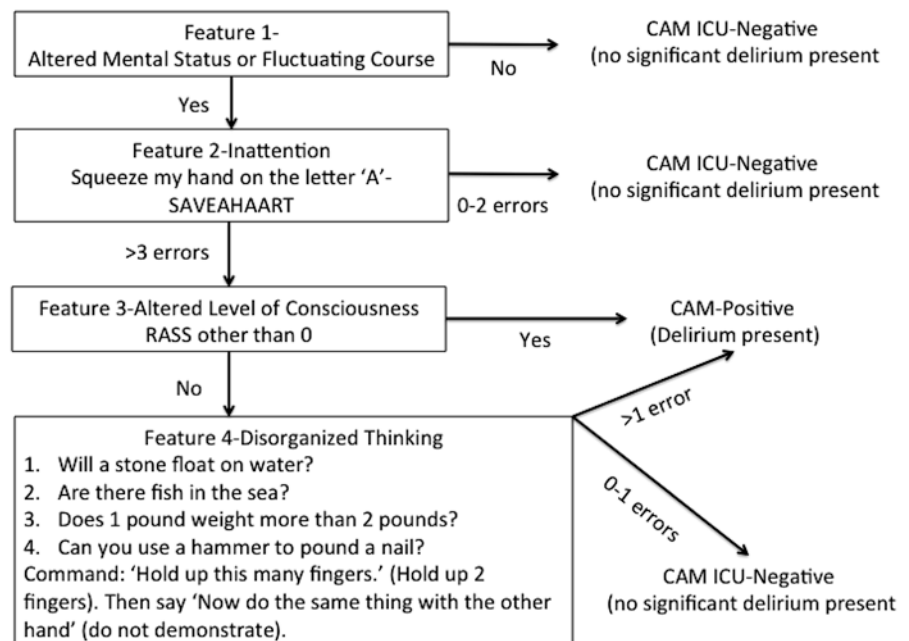 Feature 1-
Altered Mental Status or Fluctuating Course
No
CAM ICU-Negative
(no significant delirium present
Yes
Feature 2-Inattention
Squeeze my hand on the letter ‘A’-
SAVEAHAART
0-2 errors
CAM ICU-Negative
(no significant delirium present
>3 errors
Feature 3-Altered Level of Consciousness
RASS other than 0
Yes
CAM-Positive
(Delirium present)
No
>1 error
Feature 4-Disorganized Thinking
1. Will a stone float on water?
2. Are there fish in the sea?
3. Does 1 pound weight more than 2 pounds?
4. Can you use a hammer to pound a nail?
Command: ‘Hold up this many fingers.’ (Hold up 2
fingers). Then say ‘Now do the same thing with the other
hand’ (do not demonstrate).
0-1 errors
CAM ICU-Negative
(no significant delirium present